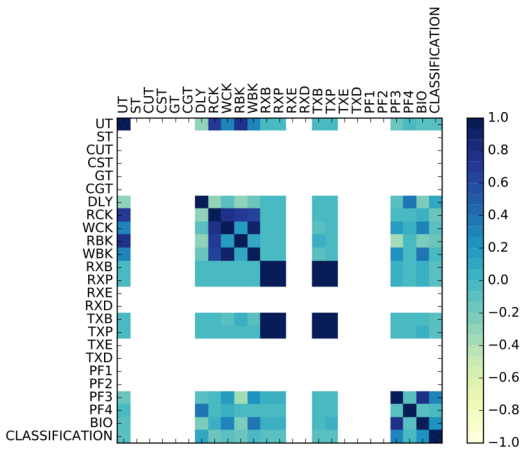 UT ST CUT CST GT CGT DLY RCK WCK RBK WBK RXB RXP RXE RXD TXB TXP TXE TXD PF1 PF2 PF3 PF4 BIO CLASSIFICATION
UT
ST
CUT
CST
GT
CGT
DLY
RCK
WCK
RBK
WBK
RXB
RXP
RXE
RXD
TXB
TXP
TXE
TXD
PF1
PF2
PF3
PF4
BIO
CLASSIFICATION
1.0
0.8
0.6
0.4
0.2
0.0
−0.2
−0.4
−0.6
−0.8
−1.0